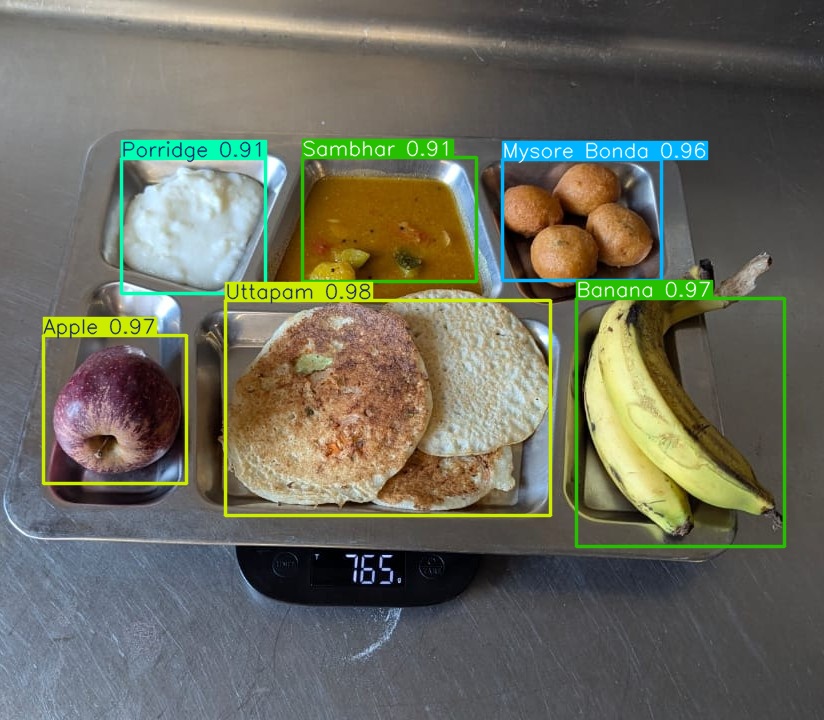 Porridge 0.91
Sambhar 0.91
Mysore Bonda 0.96
Uttapam 0.98
Banana 0.97
Apple 0.97
T
765